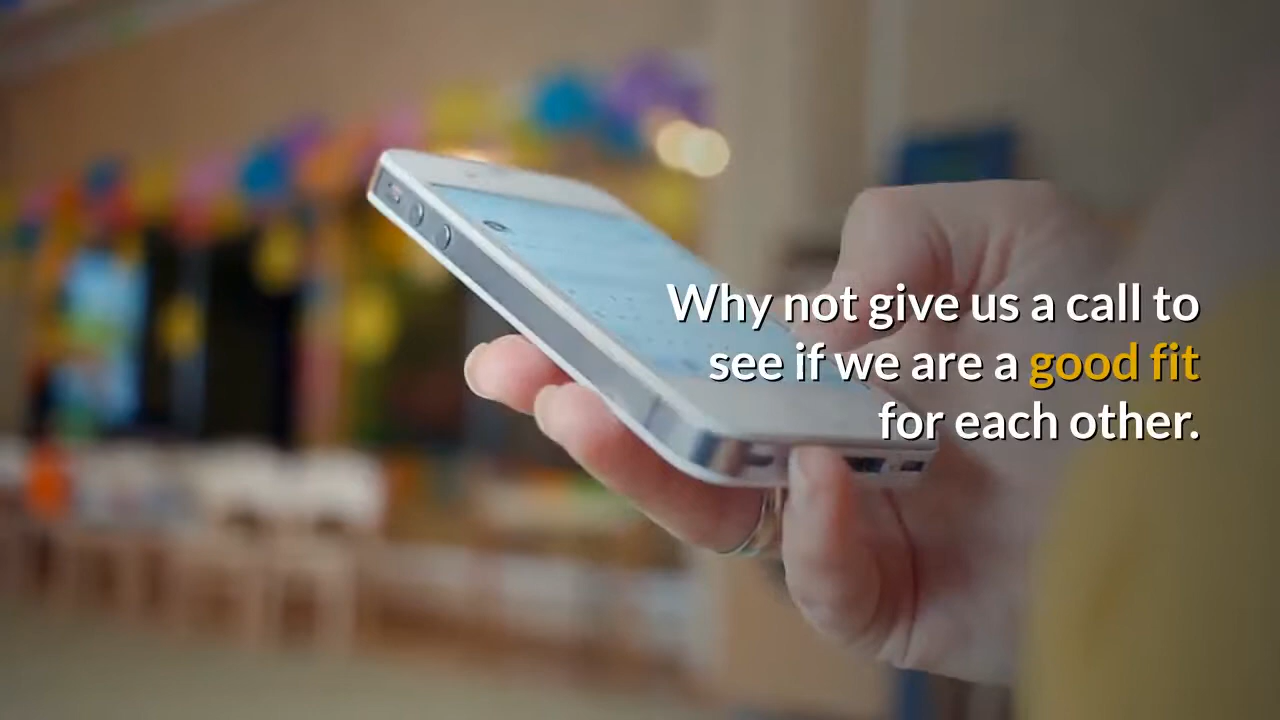 Why not give us a call to
see if we are a good fit
for each other.